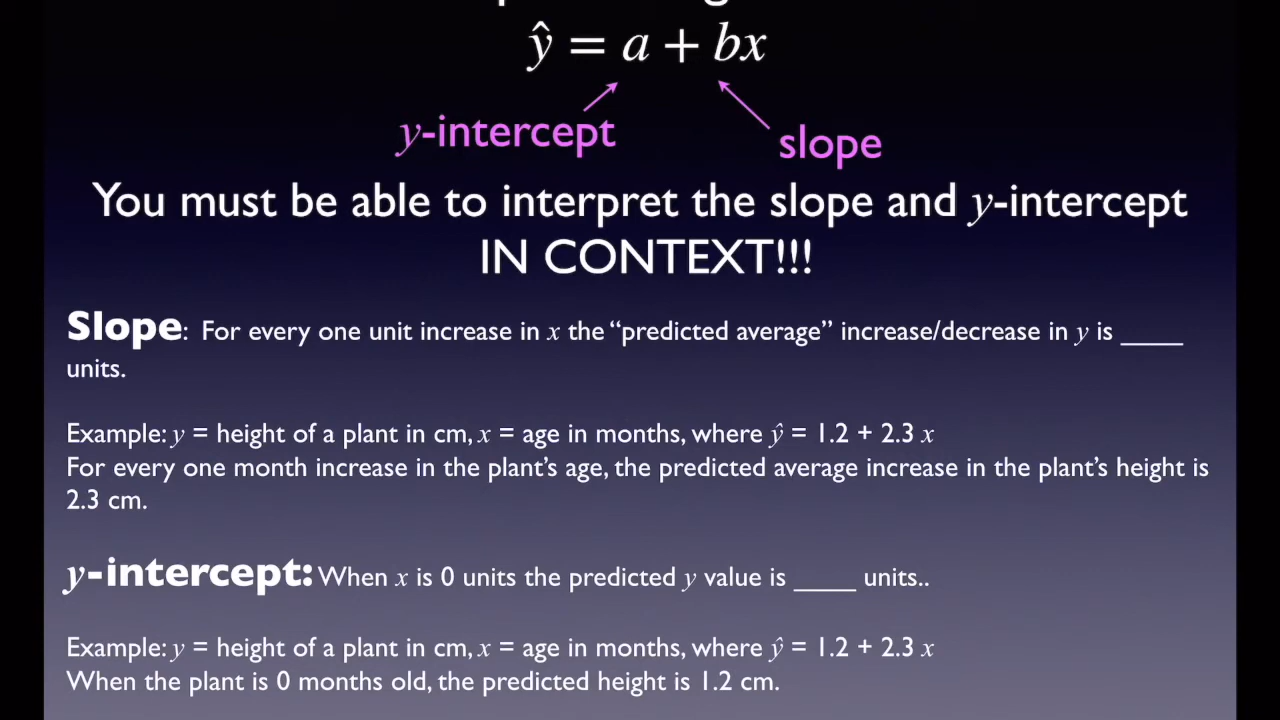 ŷ = a + bx
y-intercept
slope
You must be able to interpret the slope and y-intercept
IN CONTEXT!!!
Slope: For every one unit increase in x the “predicted average” increase/decrease in y is _____
units.
Example: y = height of a plant in cm, x = age in months, where ŷ = 1.2 + 2.3 x
For every one month increase in the plant’s age, the predicted average increase in the plant’s height is
2.3 cm.
y-intercept: When x is 0 units the predicted y value is _____ units..
Example: y = height of a plant in cm, x = age in months, where ŷ = 1.2 + 2.3 x
When the plant is 0 months old, the predicted height is 1.2 cm.